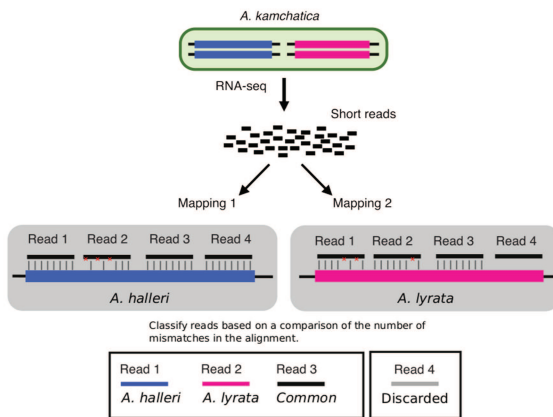 A. kamchatica
RNA-seq
Short reads
Mapping 1
Mapping 2
Read 1 Read 2 Read 3 Read 4
A. halleri
Read 1 Read 2 Read 3 Read 4
A. lyrata
Classify reads based on a comparison of the number of
mismatches in the alignment.
Read 1 Read 2 Read 3
A. halleri A. lyrata Common
Read 4
Discarded